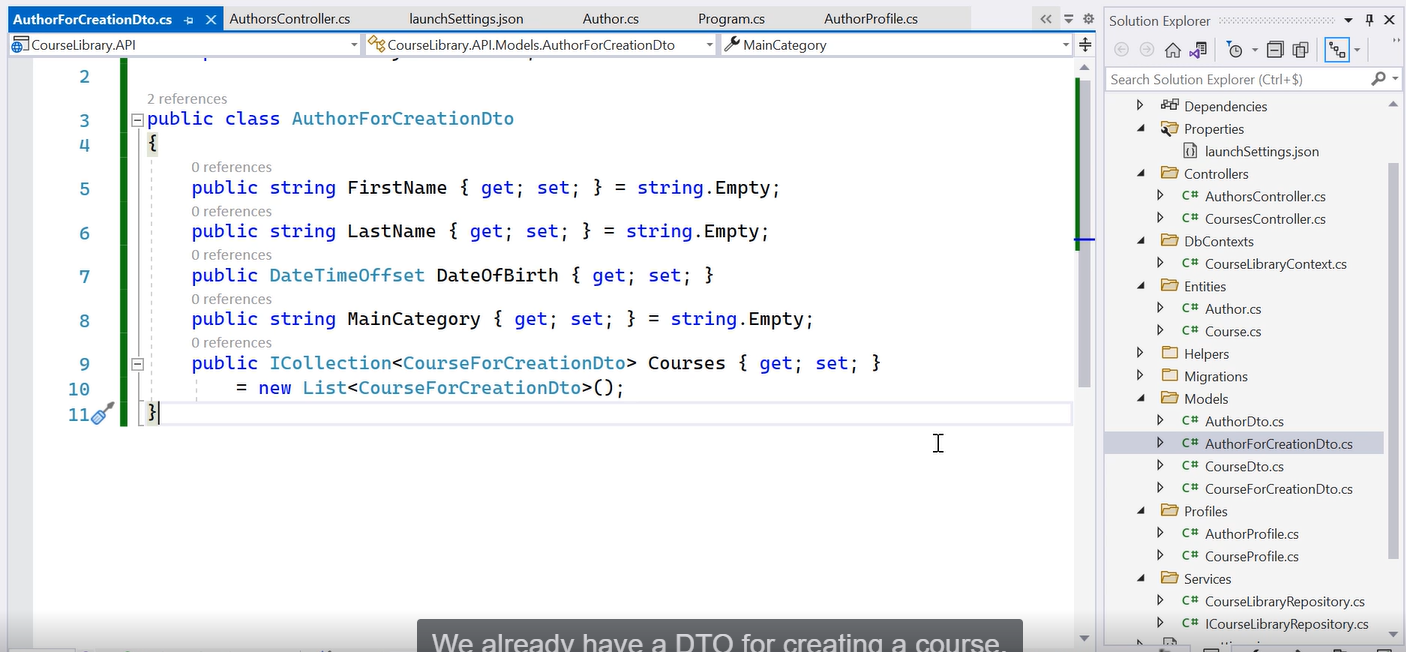 AuthorForCreationDto.cs AuthorsController.cs launchSettings.json Author.cs Program.cs AuthorProfile.cs
CourseLibrary.API CourseLibrary.API.Models.AuthorForCreationDto MainCategory
2
2 references
3 public class AuthorForCreationDto
4 {
0 references
5 public string FirstName { get; set; } = string.Empty;
0 references
6 public string LastName { get; set; } = string.Empty;
0 references
7 public DateTimeOffset DateOfBirth { get; set; }
0 references
8 public string MainCategory { get; set; } = string.Empty;
0 references
9 public ICollection<CourseForCreationDto> Courses { get; set; }
10 = new List<CourseForCreationDto>();
11 }
We already have a DTO for creating a course,
Solution Explorer
Search Solution Explorer (Ctrl+$)
Dependencies
Properties
launchSettings.json
Controllers
C# AuthorsController.cs
C# CoursesController.cs
DbContexts
C# CourseLibraryContext.cs
Entities
C# Author.cs
C# Course.cs
Helpers
Migrations
Models
C# AuthorDto.cs
C# AuthorForCreationDto.cs
C# CourseDto.cs
C# CourseForCreationDto.cs
Profiles
C# AuthorProfile.cs
C# CourseProfile.cs
Services
C# CourseLibraryRepository.cs
C# ICourseLibraryRepository.cs